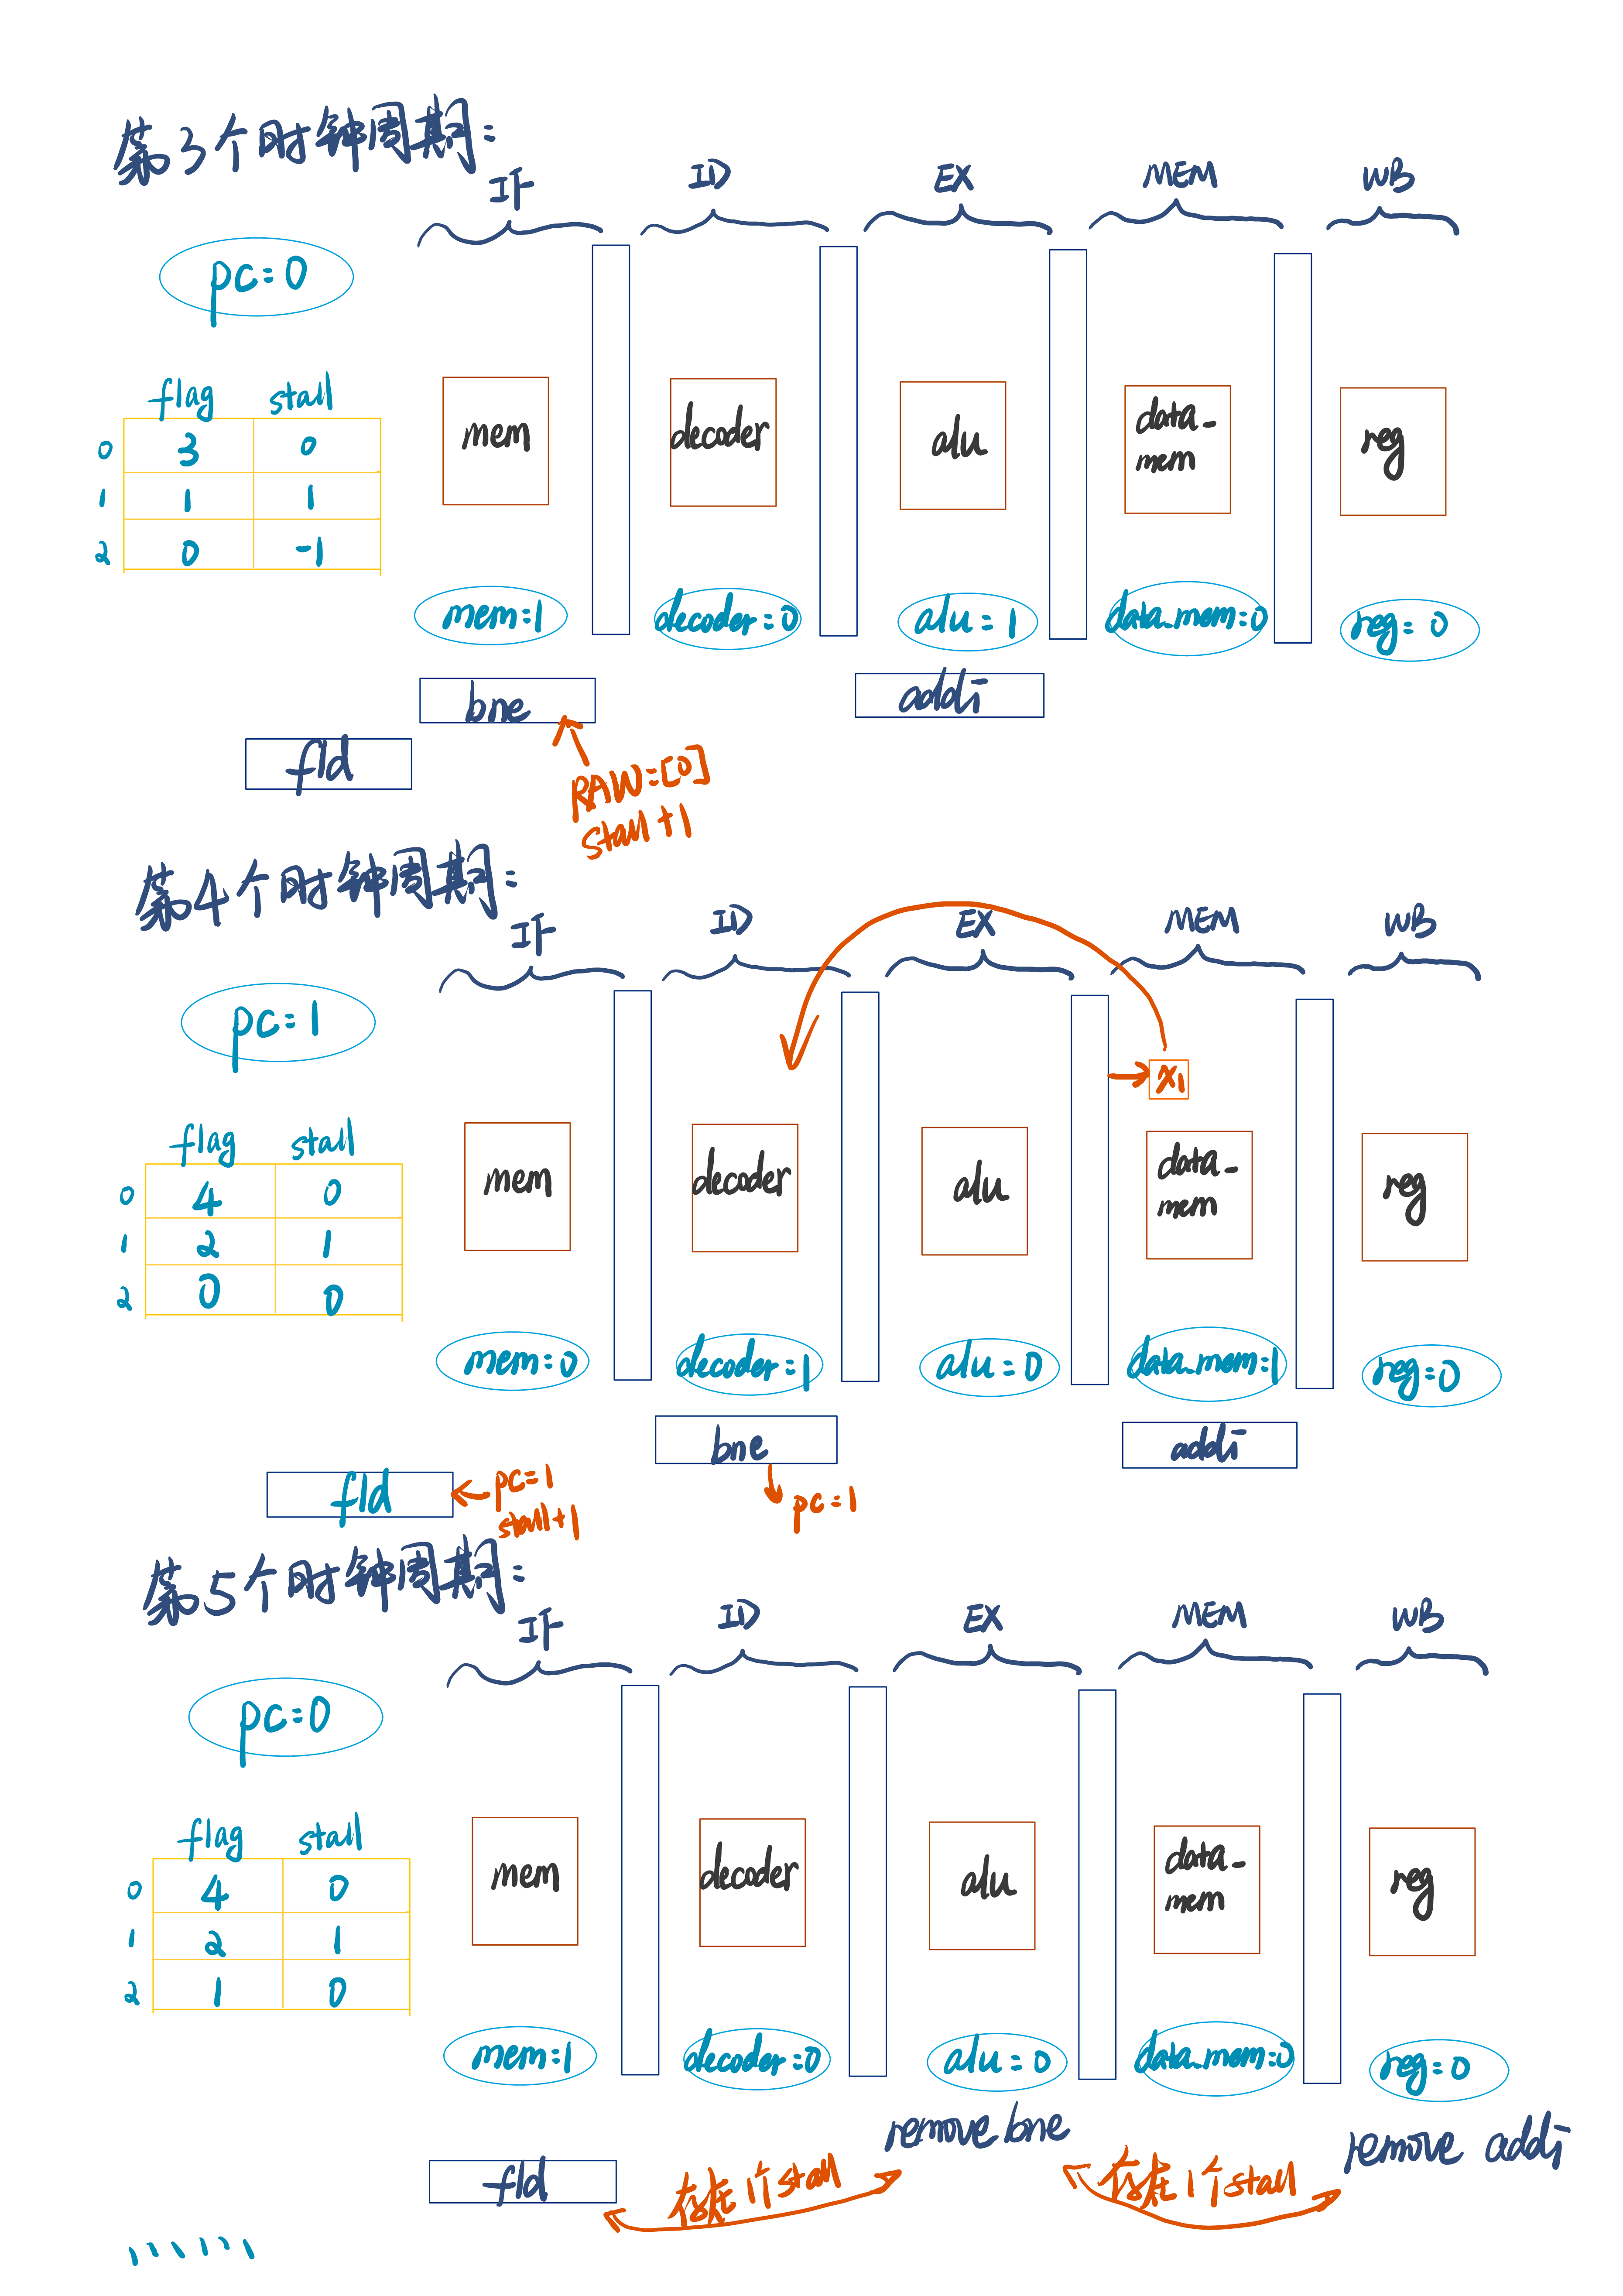 第3个时钟周期:
IF ID EX MEM WB
pc=0
flag stall
0 3 0
1 1 1
2 0 -1
mem decoder alu data_mem reg
mem=1 decoder=0 alu=1 data_mem=0 reg=0
bne addi
fld
RAW=[0]
stall+1
第4个时钟周期:
IF ID EX MEM WB
pc=1
x1
flag stall
0 4 0
1 2 1
2 0 0
mem decoder alu data_mem reg
mem=0 decoder=1 alu=0 data_mem=1 reg=0
bne addi
fld
pc=1
stall+1
pc=1
第5个时钟周期:
IF ID EX MEM WB
pc=0
flag stall
0 4 0
1 2 1
2 1 0
mem decoder alu data_mem reg
mem=1 decoder=0 alu=0 data_mem=0 reg=0
remove bne remove addi
fld
存在1个stall 存在1个stall